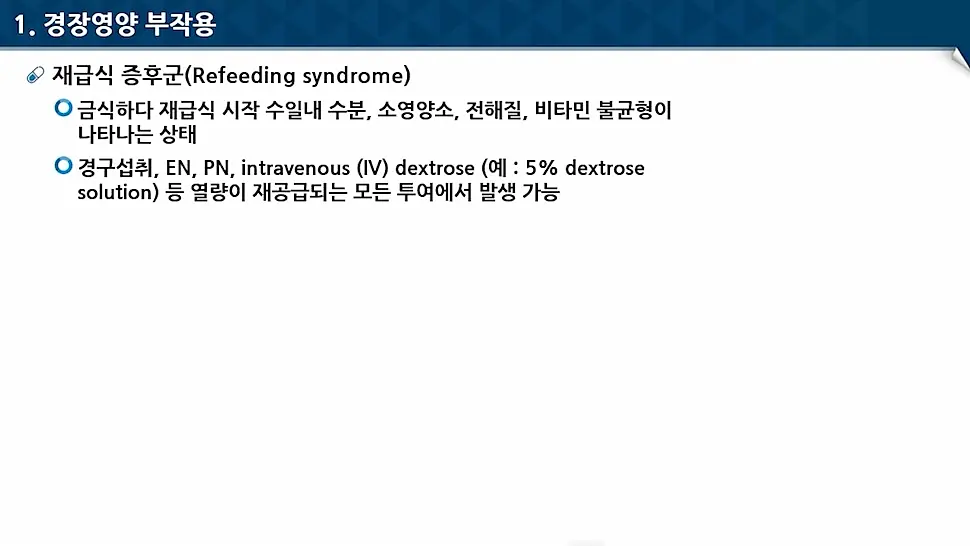 1. 경장영양 부작용
재급식 증후군(Refeeding syndrome)
금식하다 재급식 시작 수일내 수분, 소영양소, 전해질, 비타민 불균형이
나타나는 상태
경구섭취, EN, PN, intravenous (IV) dextrose (예 : 5% dextrose
solution) 등 열량이 재공급되는 모든 투여에서 발생 가능